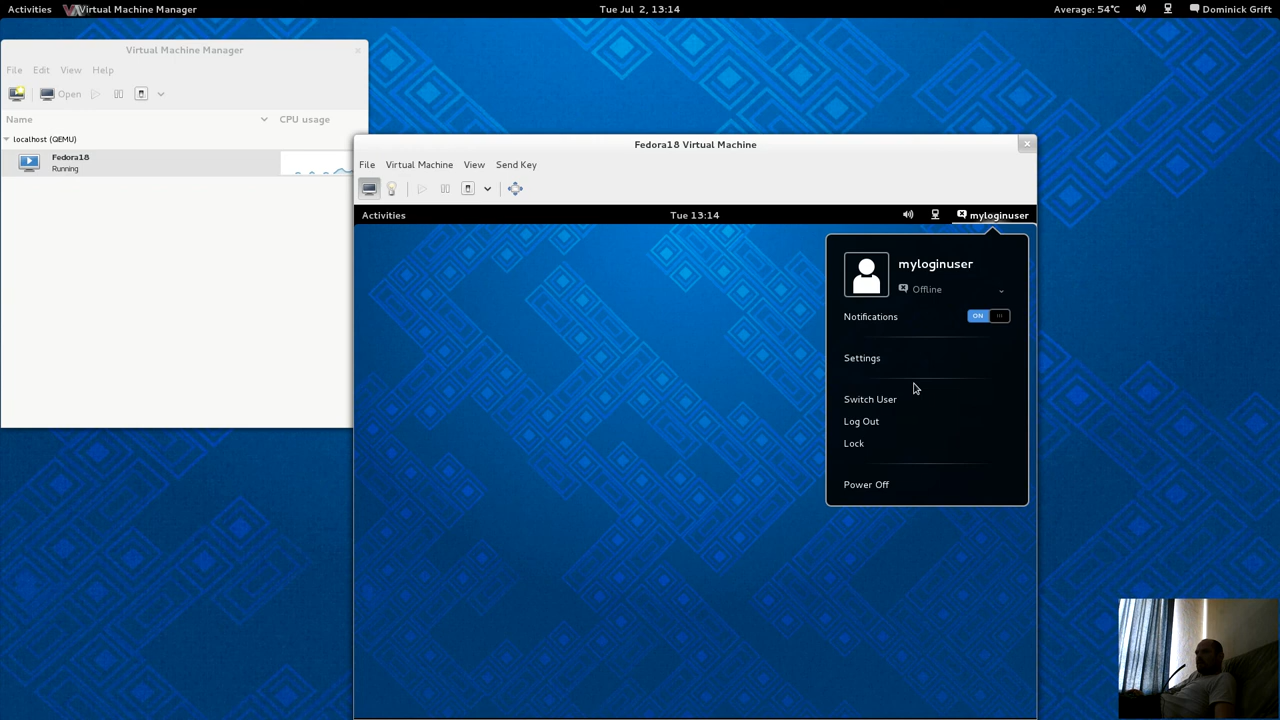 Activities Virtual Machine Manager Tue Jul 2, 13:14 Average: 54°C Dominick Grift
Virtual Machine Manager
File Edit View Help
Open
Name CPU usage
localhost (QEMU)
Fedora18
Running
Fedora18 Virtual Machine
File Virtual Machine View Send Key
Activities Tue 13:14 myloginuser
myloginuser
Offline
Notifications ON
Settings
Switch User
Log Out
Lock
Power Off